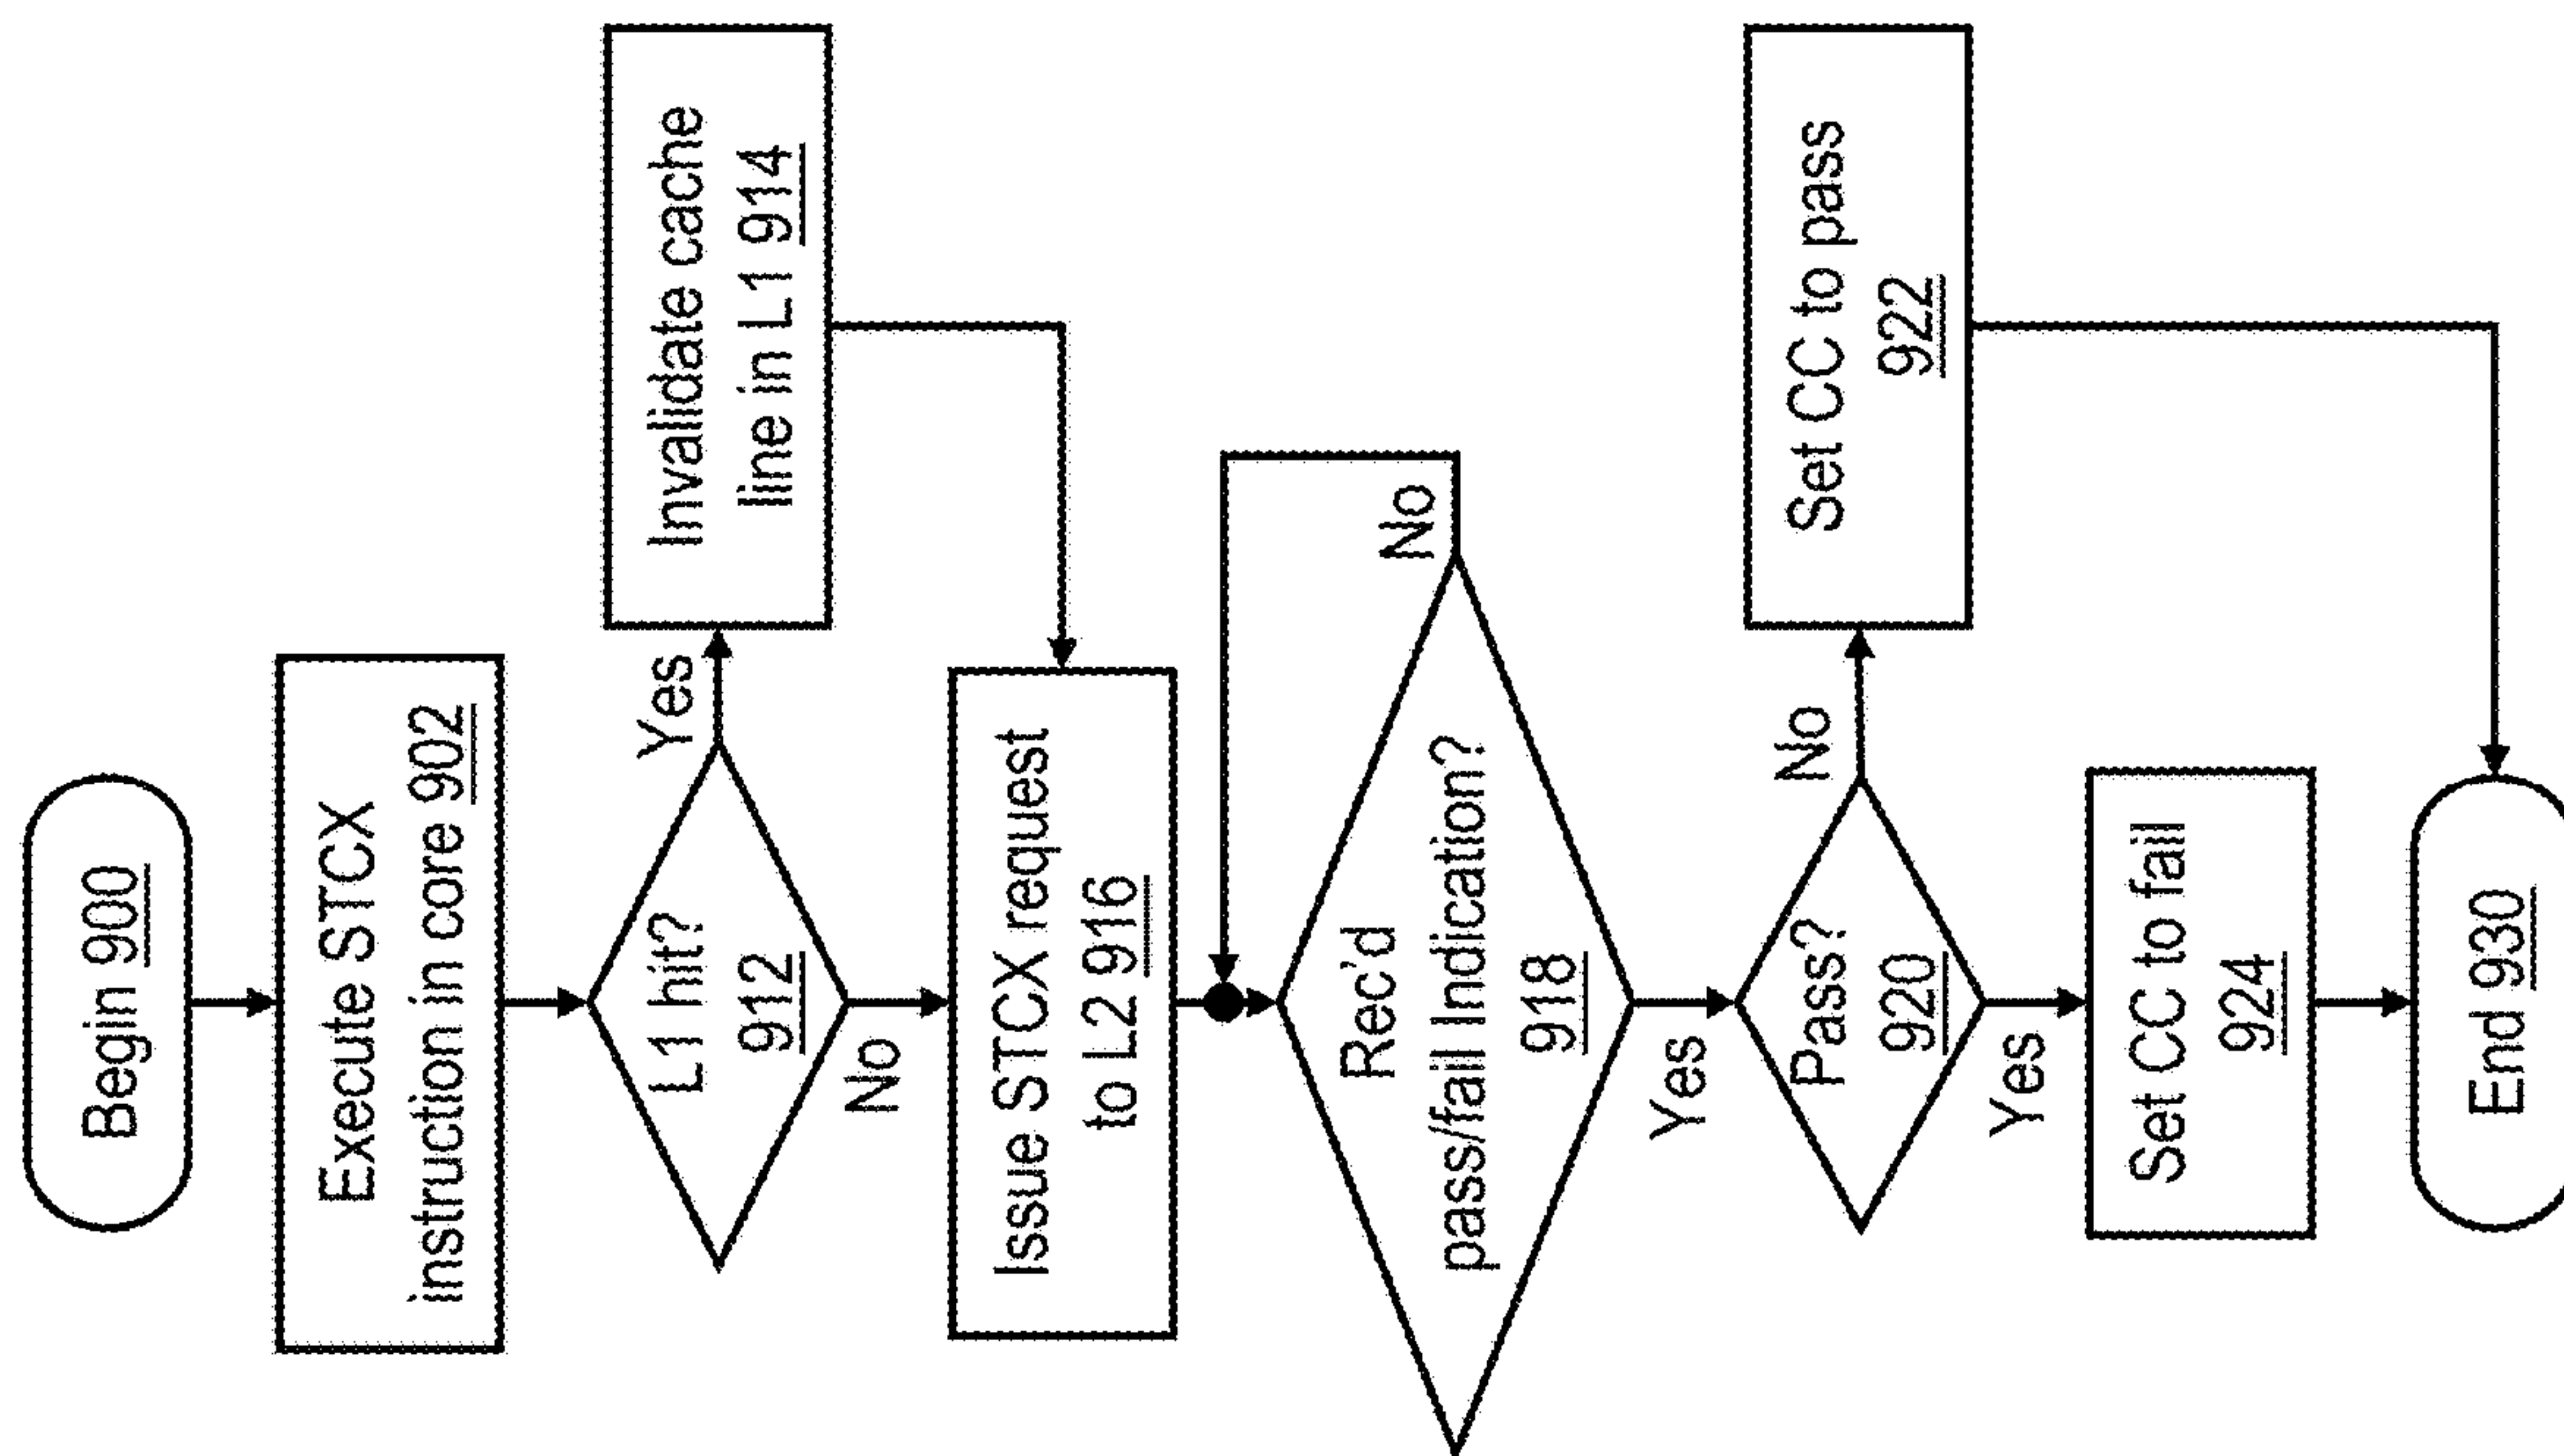 Begin 900
Execute STCX
instruction in core 902
L1 hit?
912
Yes
Invalidate cache
line in L1 914
No
Issue STCX request
to L2 916
Rec'd
pass/fail Indication?
918
No
Yes
Pass?
920
No
Set CC to pass
922
Yes
Set CC to fail
924
End 930